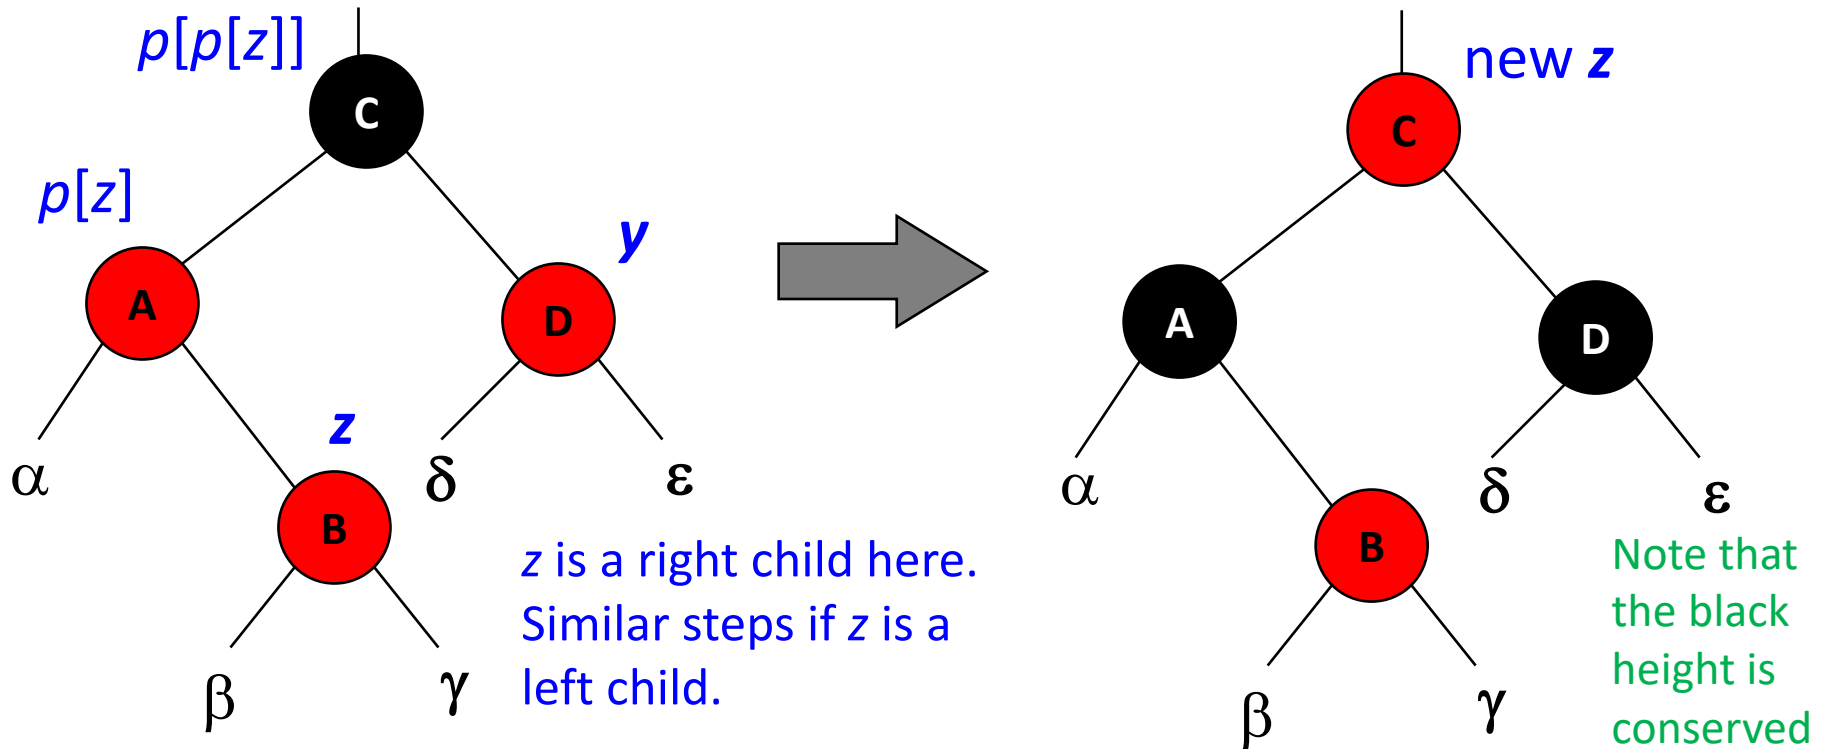 p[p[z]]
C
p[z]
A
y
D
z
B
α
δ
ε
β
γ
z is a right child here.
Similar steps if z is a
left child.
new z
C
A
D
α
δ
ε
B
β
γ
Note that
the black
height is
conserved